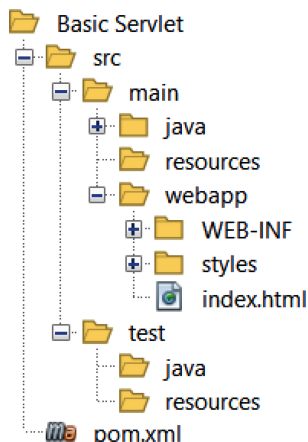 Basic Servlet
src
main
java
resources
webapp
WEB-INF
styles
index.html
test
java
resources
pom.xml